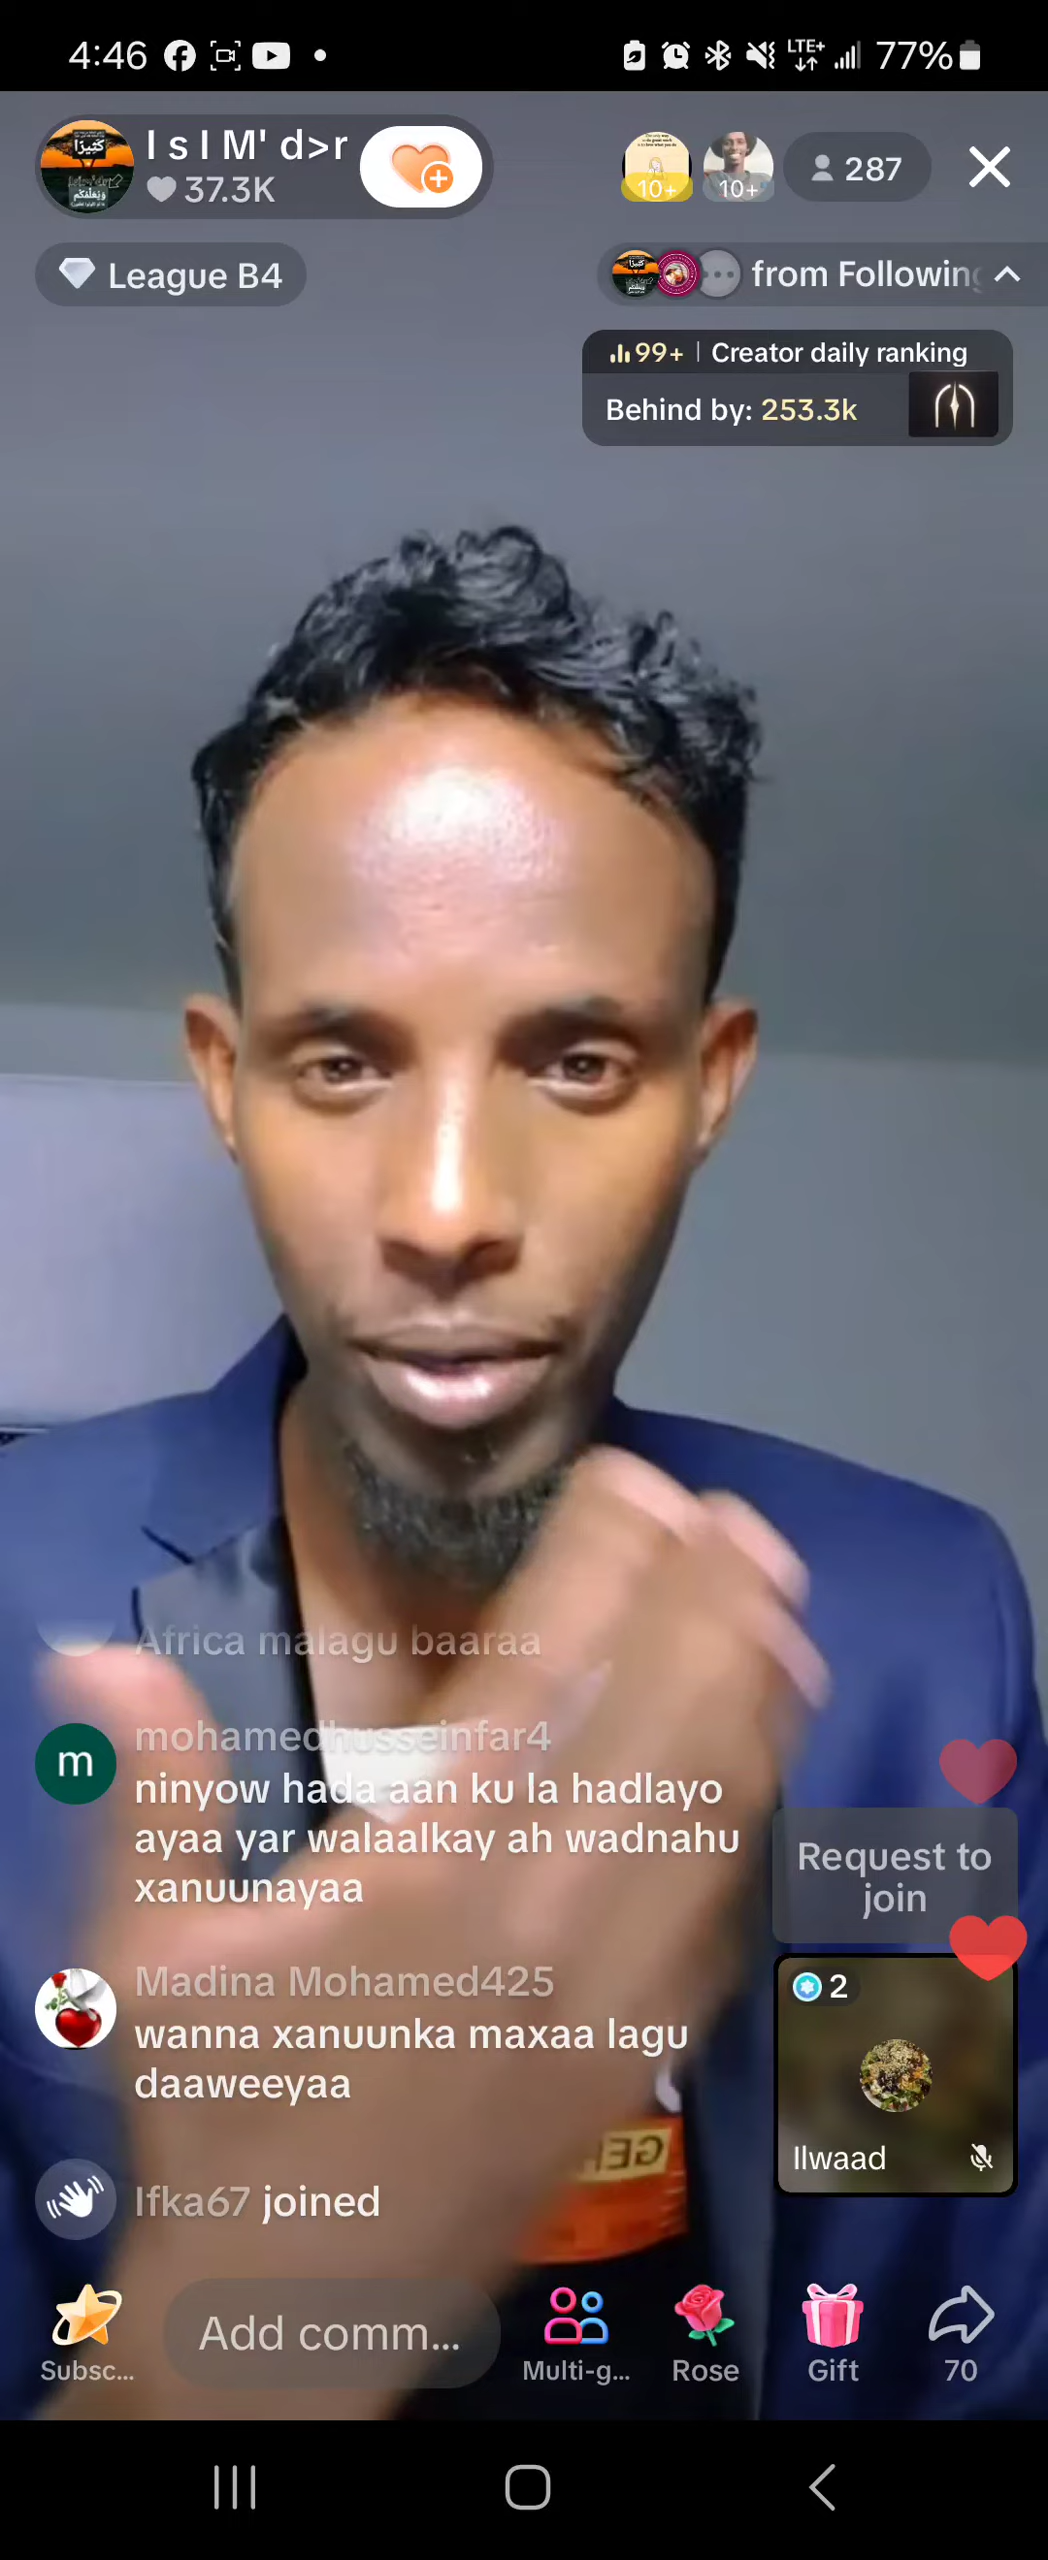 4:46
LTE+
77%
I s l M' d>r
37.3K
10+
10+
287
League B4
from Following
99+ | Creator daily ranking
Behind by: 253.3k
Africa malagu baaraa
m
mohamedhusseinfar4
ninyow hada aan ku la hadlayo
ayaa yar walaalkay ah wadnahu
xanuunayaa
Request to
join
Madina Mohamed425
wanna xanuunka maxaa lagu
daaweeyaa
2
Ilwaad
Ifka67 joined
Add comm...
Subsc...
Multi-g...
Rose
Gift
70